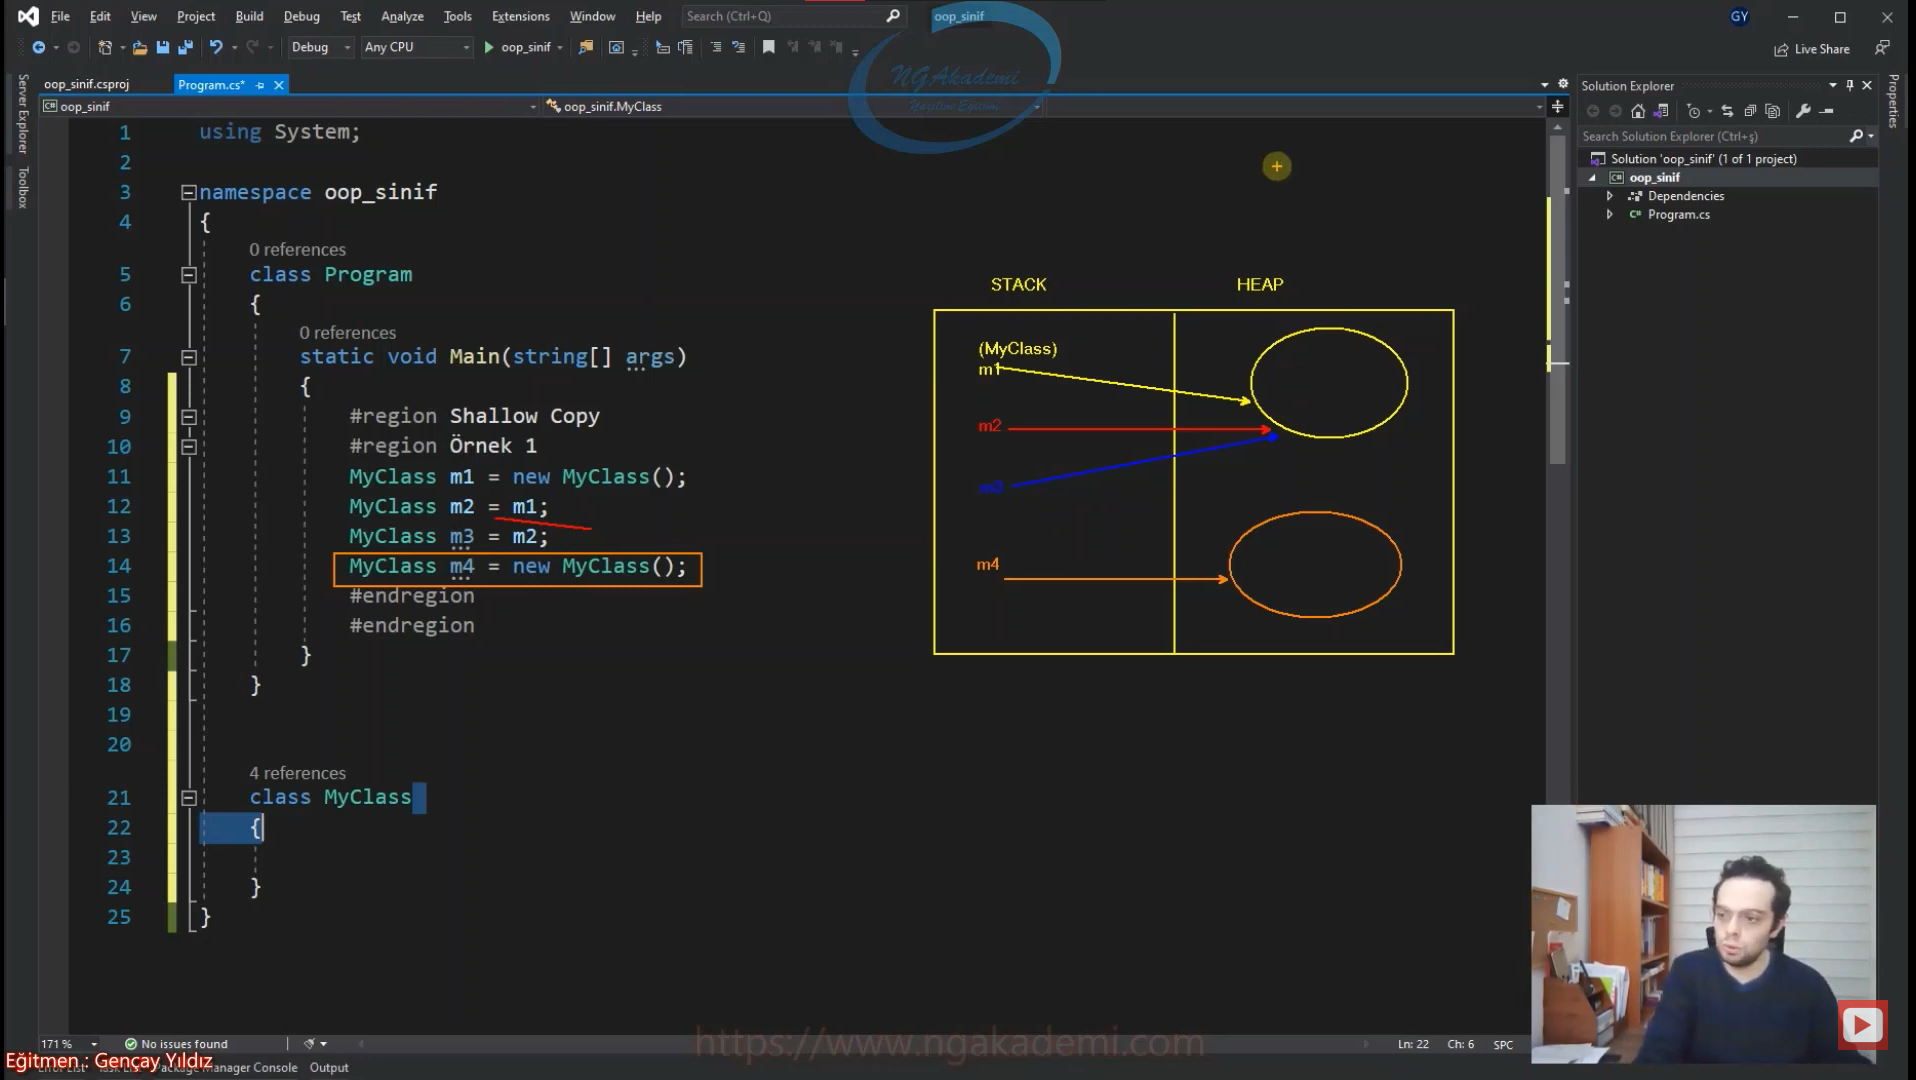 File Edit View Project Build Debug Test Analyze Tools Extensions Window Help Search (Ctrl+Q) oop_sinif GY
Debug Any CPU oop_sinif Live Share
NGAkademi
Yazılım Eğitimi
oop_sinif.csproj Program.cs*
oop_sinif oop_sinif.MyClass
Server Explorer
Toolbox
Properties
Solution Explorer
Search Solution Explorer (Ctrl+ş)
Solution 'oop_sinif' (1 of 1 project)
oop_sinif
Dependencies
C# Program.cs
1 using System;
2
3 namespace oop_sinif
4 {
0 references
5 class Program
6 {
0 references
7 static void Main(string[] args)
8 {
9 #region Shallow Copy
10 #region Örnek 1
11 MyClass m1 = new MyClass();
12 MyClass m2 = m1;
13 MyClass m3 = m2;
14 MyClass m4 = new MyClass();
15 #endregion
16 #endregion
17 }
18 }
19
20
4 references
21 class MyClass
22 {
23
24 }
25 }
STACK HEAP
(MyClass)
m1
m2
m3
m4
171 % No issues found Ln: 22 Ch: 6 SPC
https://www.ngakademi.com
Eğitmen : Gençay Yıldız
Error List Task List Package Manager Console Output